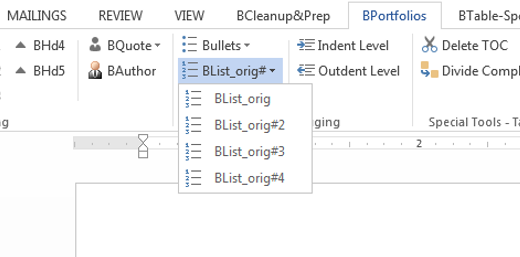 MAILINGS REVIEW VIEW BCleanup&Prep BPortfolios BTable-Sp
BHd4 BQuote Bullets Indent Level Delete TOC
BHd5 BAuthor BList_orig# Outdent Level Divide Compl
BList_orig
BList_orig#2
BList_orig#3 ging Special Tools - Ta
BList_orig#4
2